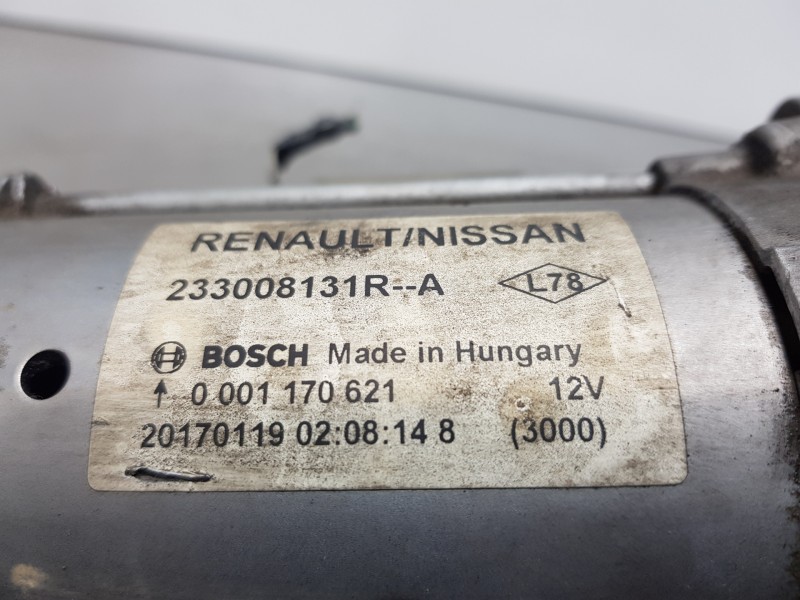 RENAULT/NISSAN
233008131R--A L78
BOSCH Made in Hungary
0 001 170 621 12V
20170119 02:08:14 8 (3000)